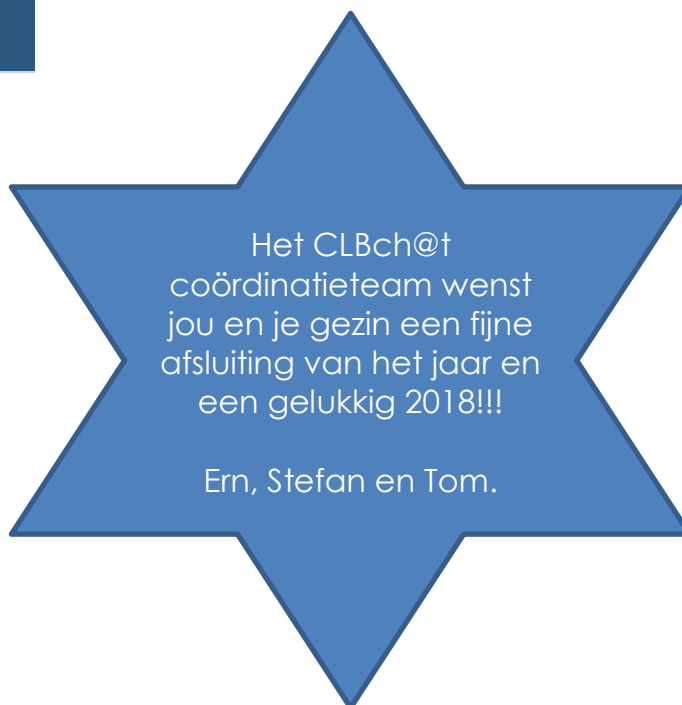 Het CLBch@t
coördinatieteam wenst
jou en je gezin een fijne
afsluiting van het jaar en
een gelukkig 2018!!!
Ern, Stefan en Tom.